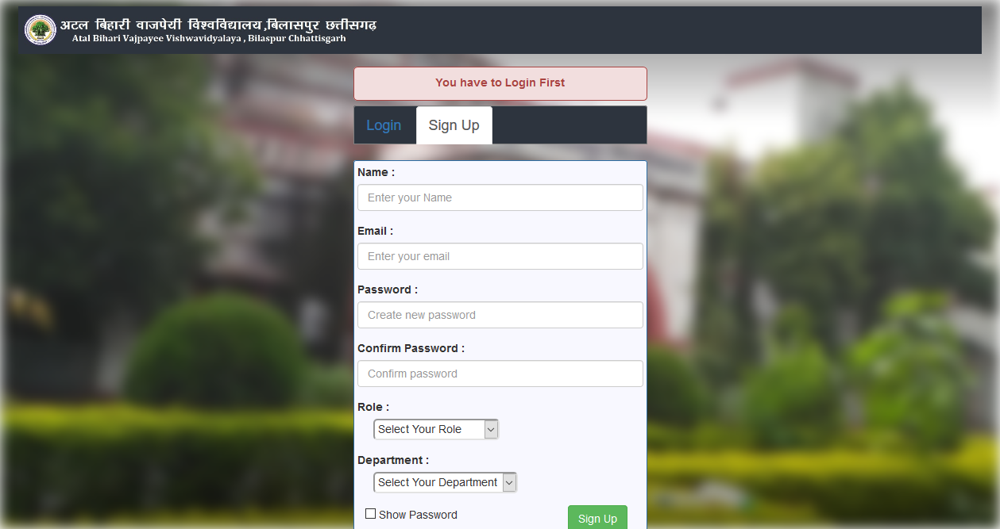 अटल बिहारी वाजपेयी विश्वविद्यालय,बिलासपुर छत्तीसगढ़
Atal Bihari Vajpayee Vishwavidyalaya , Bilaspur Chhattisgarh
You have to Login First
Login Sign Up
Name :
Enter your Name
Email :
Enter your email
Password :
Create new password
Confirm Password :
Confirm password
Role :
Select Your Role
Department :
Select Your Department
Show Password
Sign Up